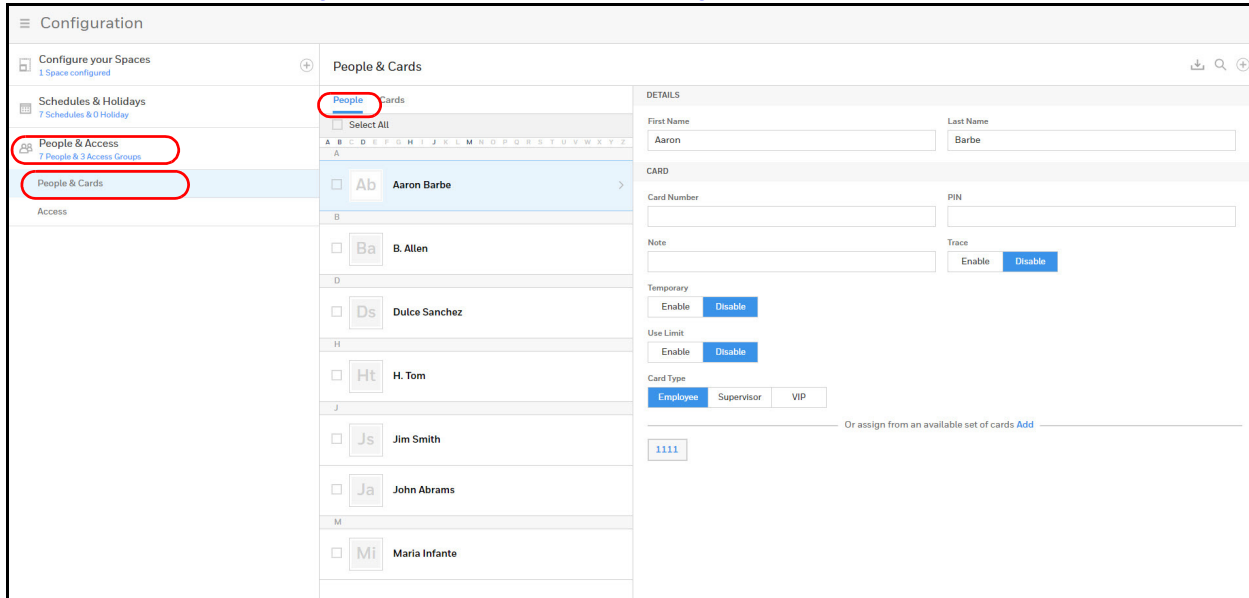 Configuration
Configure your Spaces
1 Space configured
Schedules & Holidays
7 Schedules & 0 Holiday
People & Access
7 People & 3 Access Groups
People & Cards
Access
People & Cards
People Cards
Select All
A B C D E F G H I J K L M N O P Q R S T U V W X Y Z
A
Ab Aaron Barbe
B
Ba B. Allen
D
Ds Dulce Sanchez
H
Ht H. Tom
J
Js Jim Smith
Ja John Abrams
M
Mi Maria Infante
DETAILS
First Name Last Name
Aaron Barbe
CARD
Card Number PIN
Note Trace
Enable Disable
Temporary
Enable Disable
Use Limit
Enable Disable
Card Type
Employee Supervisor VIP
Or assign from an available set of cards Add
1111